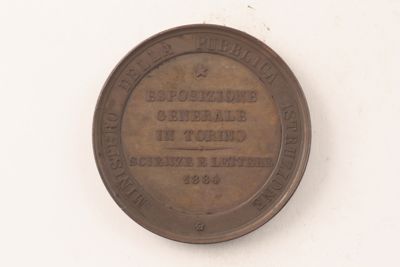 MINISTERO DELLA PUBBLICA ISTRUZIONE
ESPOSIZIONE
GENERALE
IN TORINO
SCIENZE E LETTERE
1884